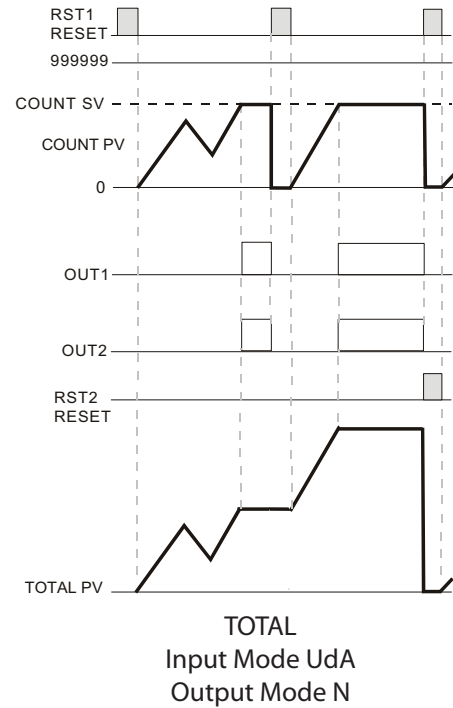 RST1
RESET
999999
COUNT SV
COUNT PV
0
OUT1
OUT2
RST2
RESET
TOTAL PV
TOTAL
Input Mode UdA
Output Mode N